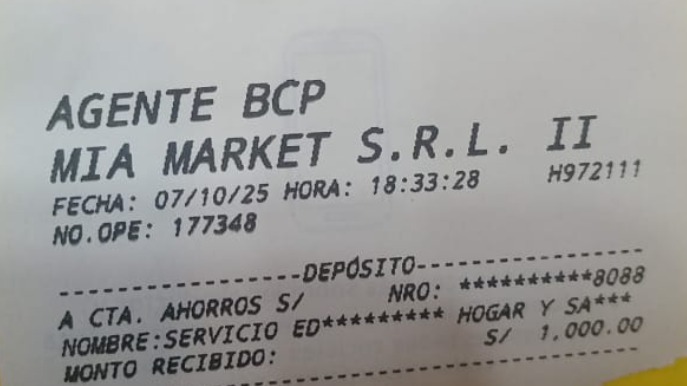 AGENTE BCP
MIA MARKET S.R.L. II
FECHA: 07/10/25 HORA: 18:33:28 H972111
NO.OPE: 177348
------------------DEPÓSITO------------------
A CTA. AHORROS S/ NRO: **********8088
NOMBRE:SERVICIO ED********* HOGAR Y SA***
MONTO RECIBIDO: S/ 1,000.00